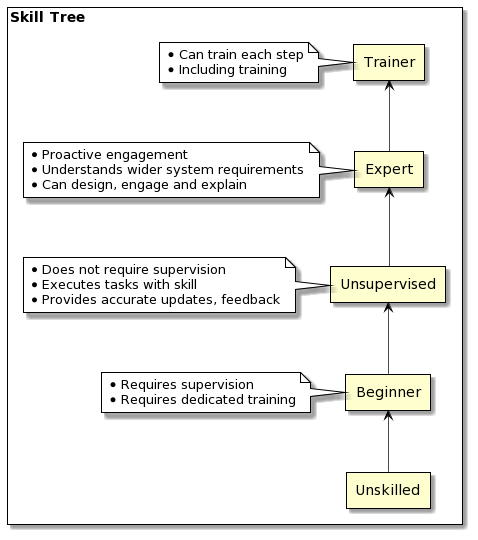 Skill Tree
• Can train each step
• Including training
Trainer
• Proactive engagement
• Understands wider system requirements
• Can design, engage and explain
Expert
• Does not require supervision
• Executes tasks with skill
• Provides accurate updates, feedback
Unsupervised
• Requires supervision
• Requires dedicated training
Beginner
Unskilled